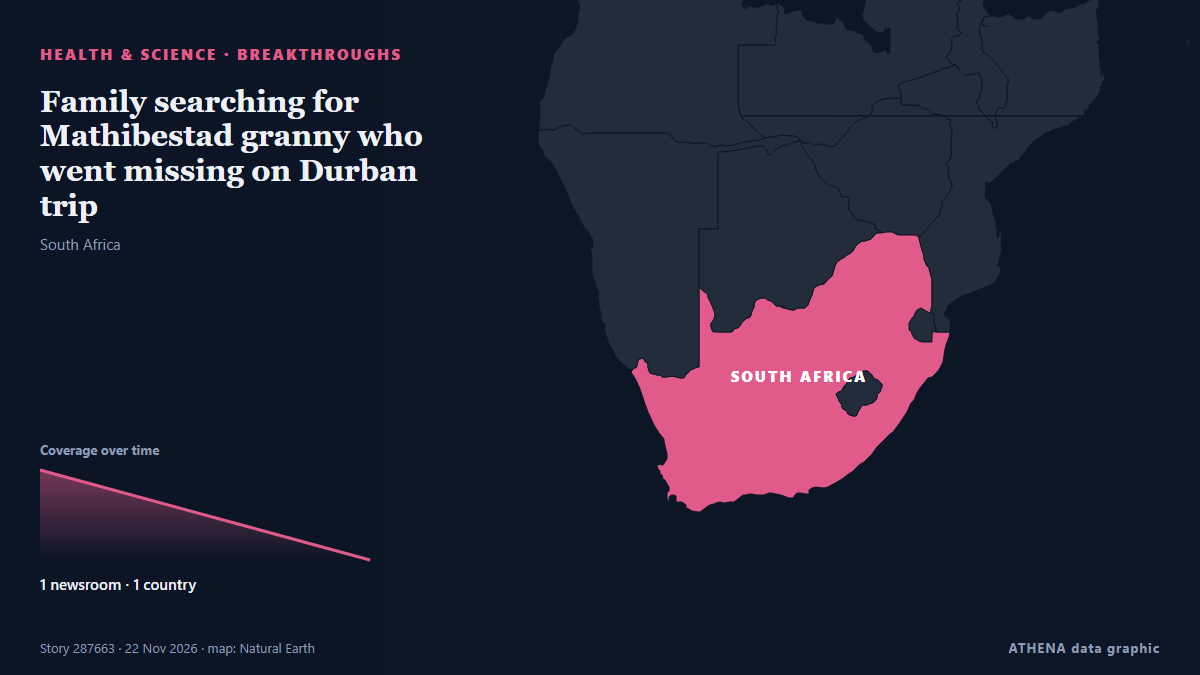 HEALTH & SCIENCE · BREAKTHROUGHS
Family searching for
Mathibestad granny who
went missing on Durban
trip
South Africa
SOUTH AFRICA
Coverage over time
1 newsroom · 1 country
Story 287663 · 22 Nov 2026 · map: Natural Earth
ATHENA data graphic